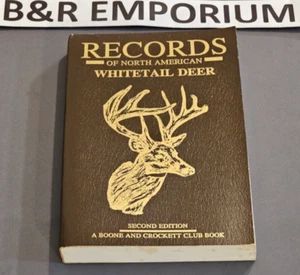 B&R EMPORIUM
RECORDS
OF NORTH AMERICAN
WHITETAIL DEER
SECOND EDITION
A BOONE AND CROCKETT CLUB BOOK